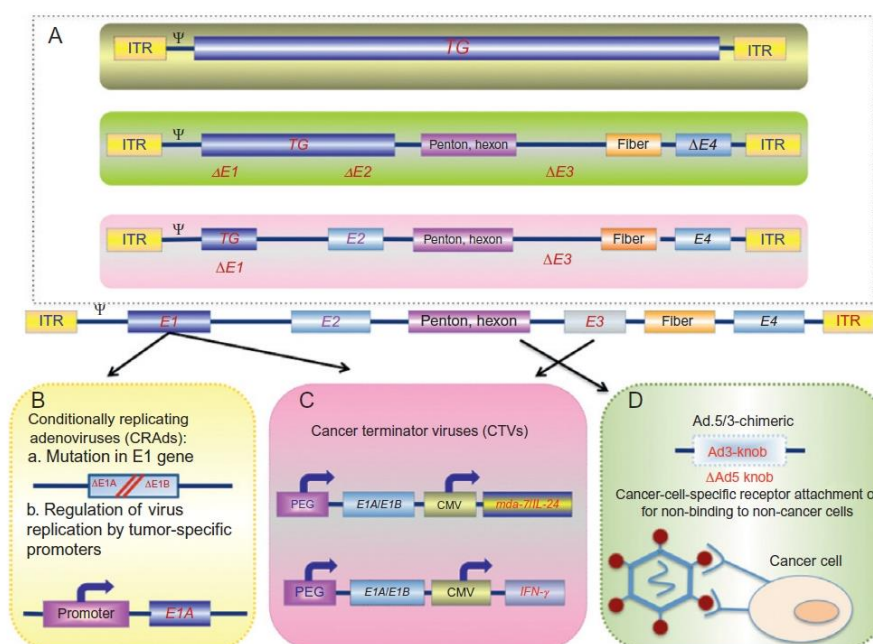 A
ITR Ψ TG ITR
ITR Ψ TG Penton, hexon Fiber ΔE4 ITR
ΔE1 ΔE2 ΔE3
ITR Ψ TG E2 Penton, hexon Fiber E4 ITR
ΔE1 ΔE3
ITR Ψ E1 E2 Penton, hexon E3 Fiber E4 ITR
B
Conditionally replicating
adenoviruses (CRAds):
a. Mutation in E1 gene
ΔE1A ΔE1B
b. Regulation of virus
replication by tumor-specific
promoters
Promoter E1A
C
Cancer terminator viruses (CTVs)
PEG E1A/E1B CMV mda-7/IL-24
PEG E1A/E1B CMV IFN-γ
D
Ad.5/3-chimeric
Ad3-knob
ΔAd5 knob
Cancer-cell-specific receptor attachment o
for non-binding to non-cancer cells
Cancer cell